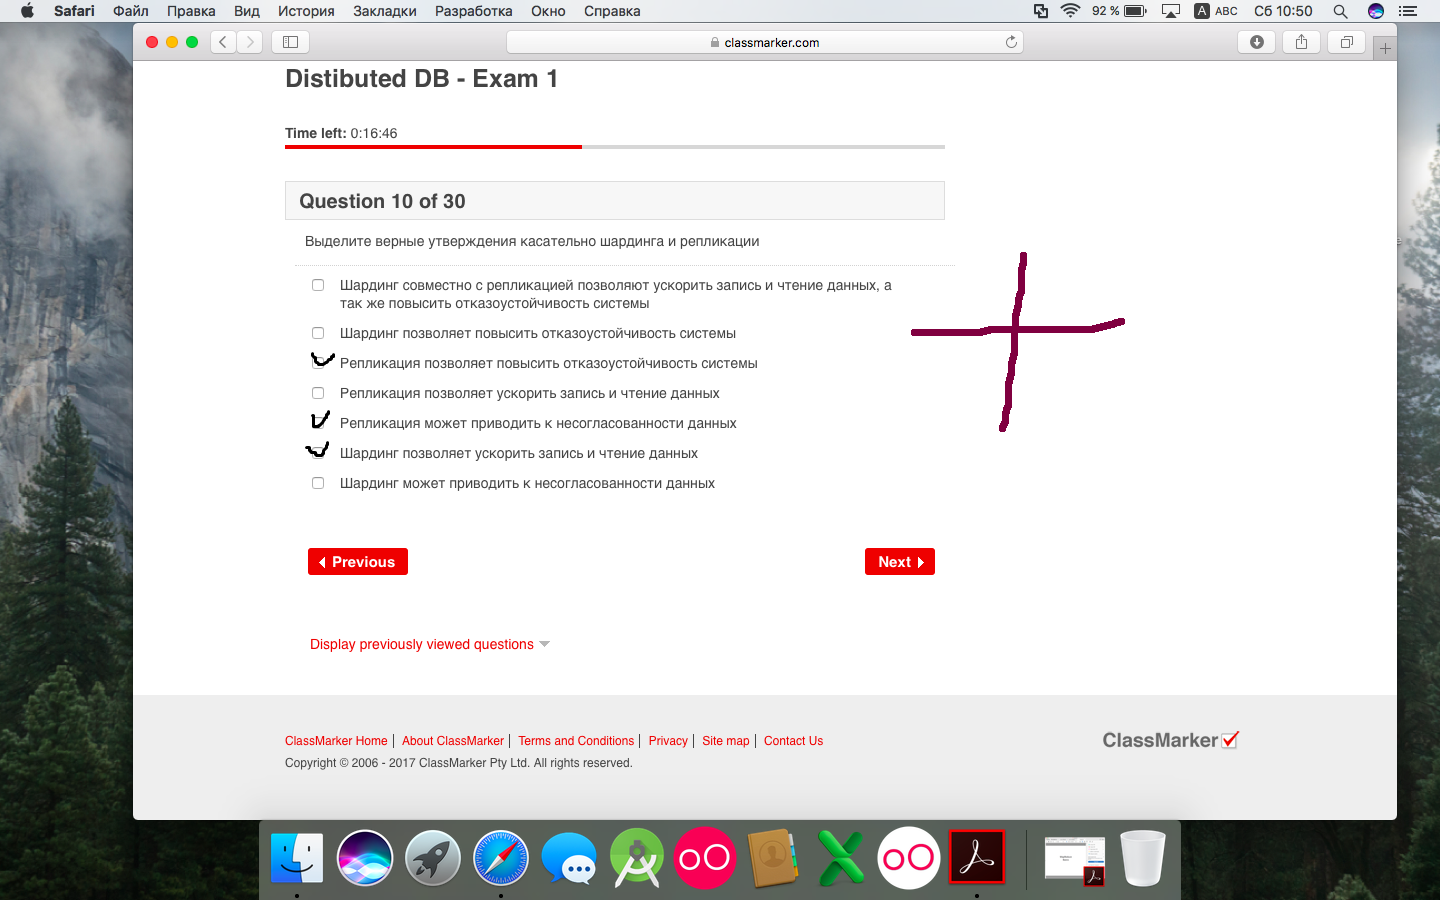 Safari Файл Правка Вид История Закладки Разработка Окно Справка 92 % A ABC Сб 10:50
classmarker.com
Distibuted DB - Exam 1
Time left: 0:16:46
Question 10 of 30
Выделите верные утверждения касательно шардинга и репликации
Шардинг совместно с репликацией позволяют ускорить запись и чтение данных, а
так же повысить отказоустойчивость системы
Шардинг позволяет повысить отказоустойчивость системы
Репликация позволяет повысить отказоустойчивость системы
Репликация позволяет ускорить запись и чтение данных
Репликация может приводить к несогласованности данных
Шардинг позволяет ускорить запись и чтение данных
Шардинг может приводить к несогласованности данных
Previous Next
Display previously viewed questions
ClassMarker Home | About ClassMarker | Terms and Conditions | Privacy | Site map | Contact Us
ClassMarker
Copyright © 2006 - 2017 ClassMarker Pty Ltd. All rights reserved.